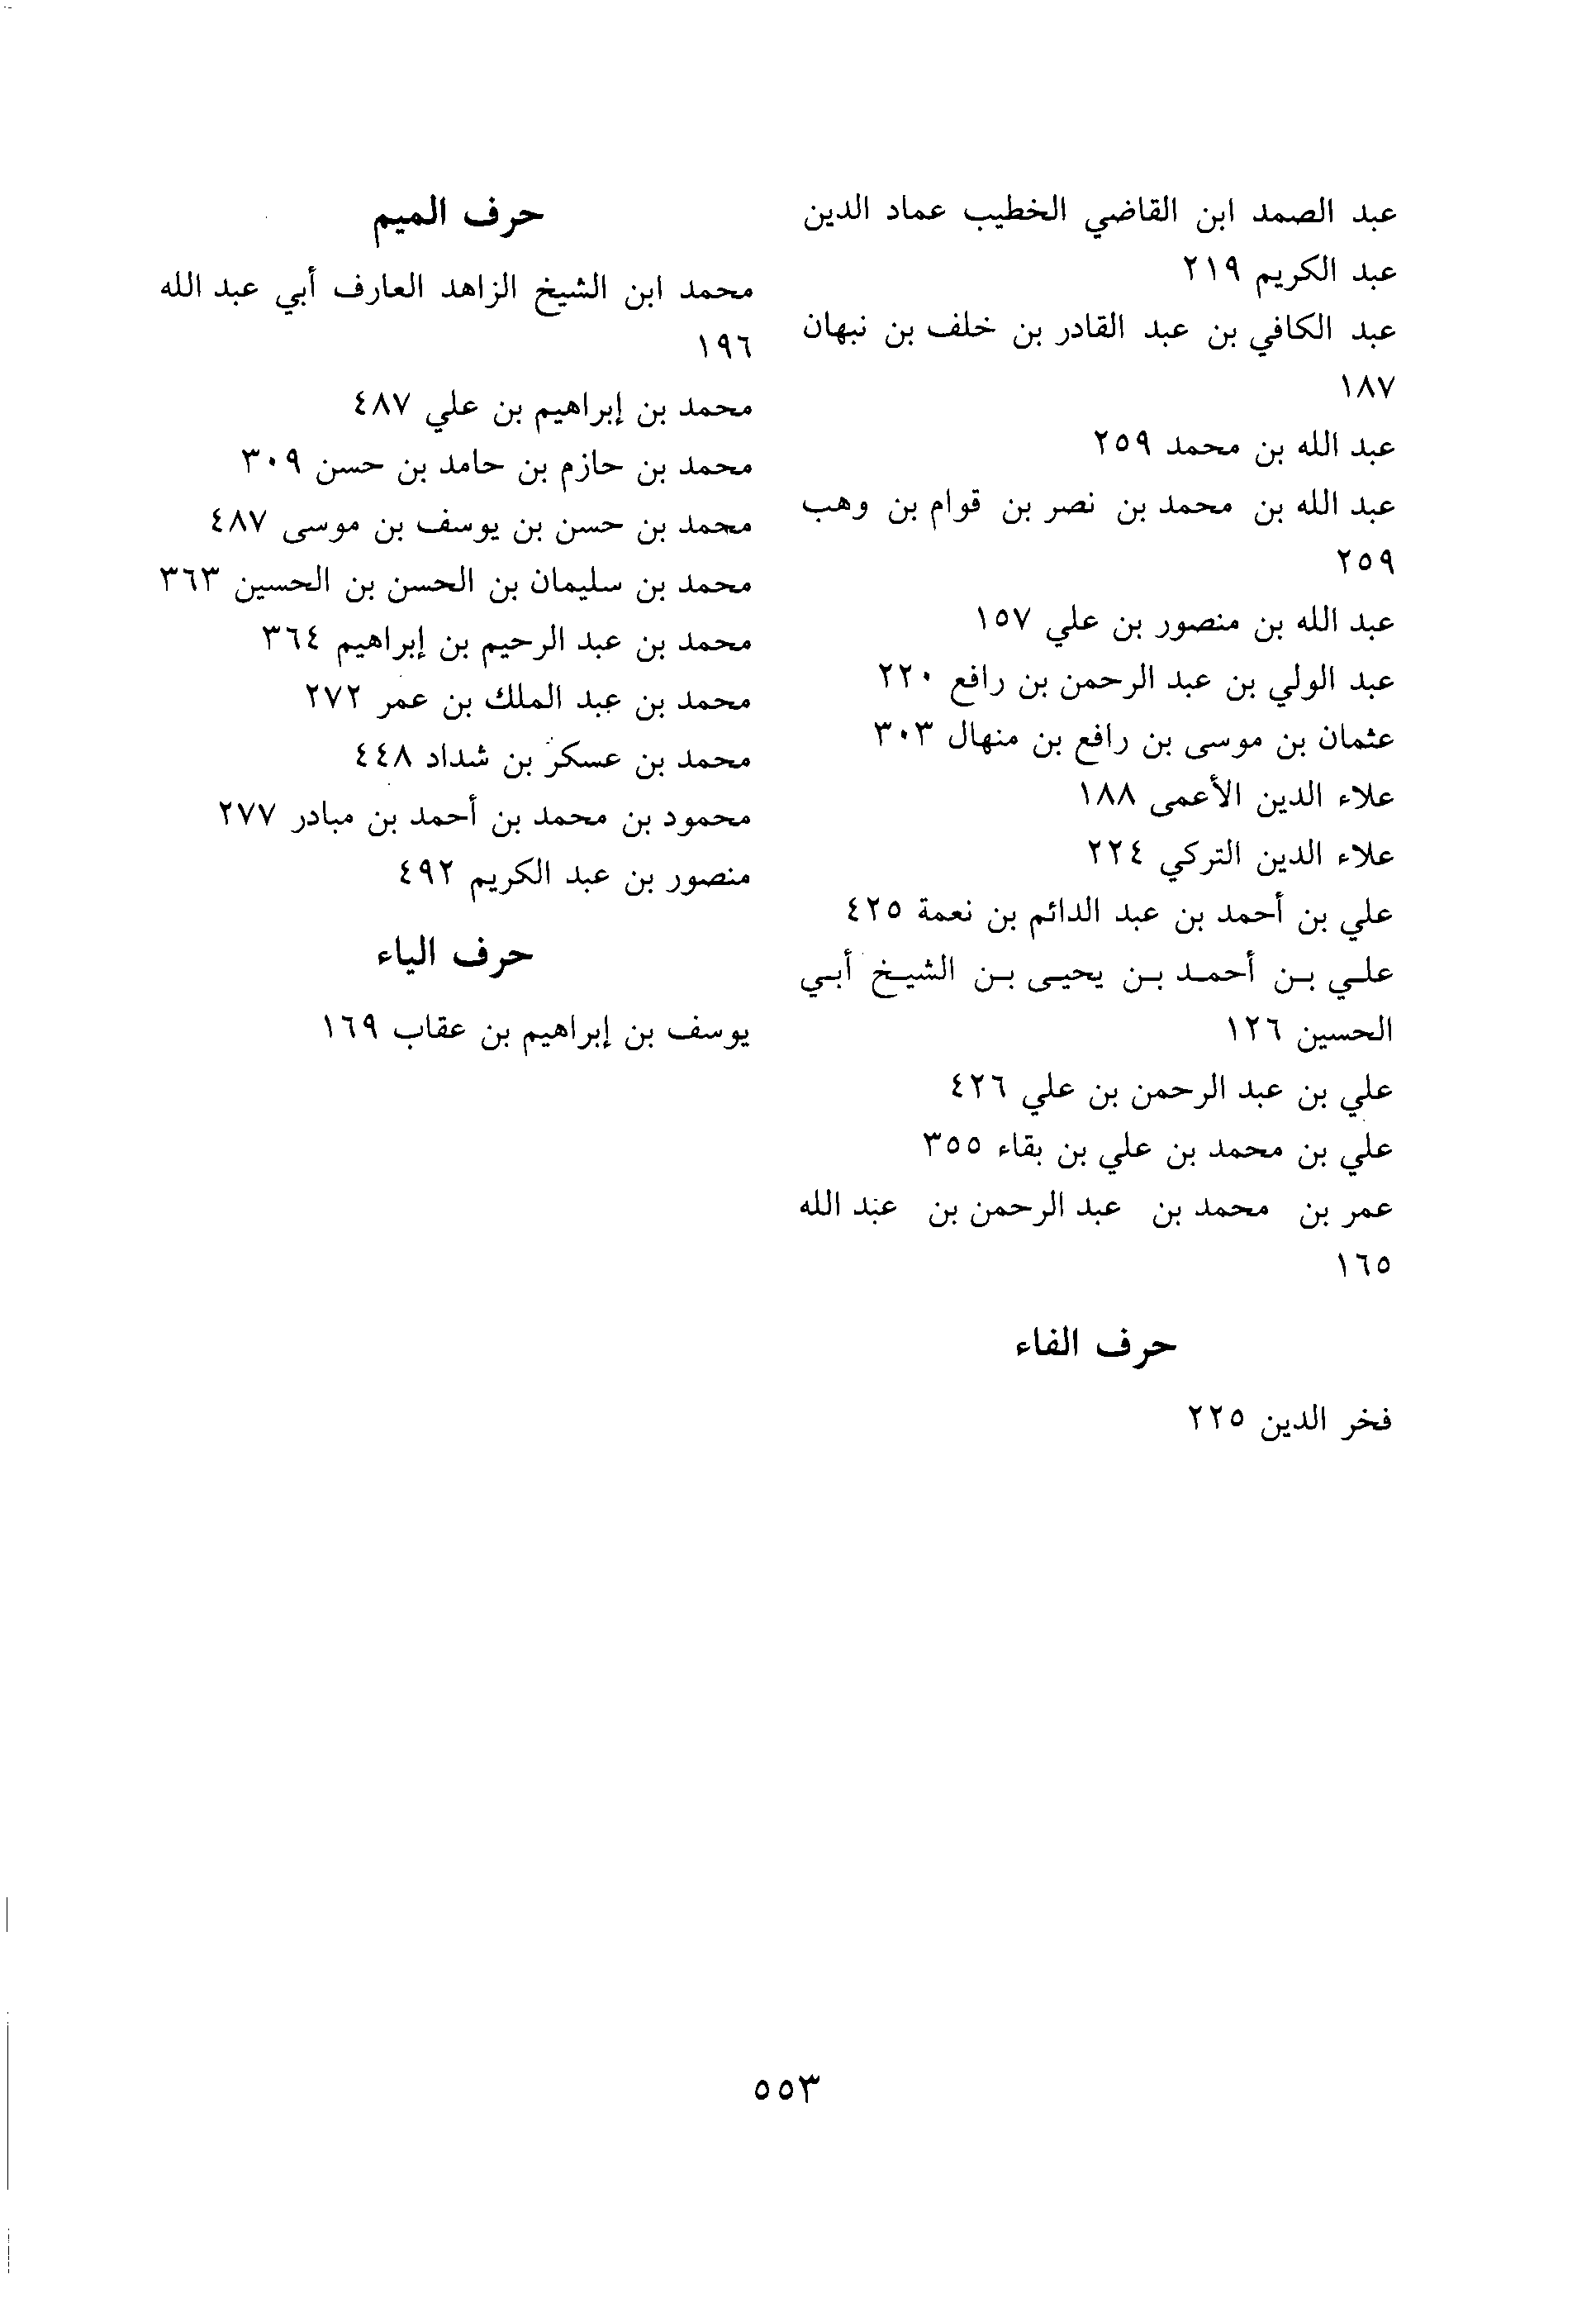 عبد الصمد ابن القاضي الخطيب عماد الدين
عبد الكريم ٢١٩
عبد الكافي بن عبد القادر بن خلف بن نبهان
١٨٧
عبد الله بن محمد ٢٥٩
عبد الله بن محمد بن نصر بن قوام بن وهب
٢٥٩
عبد الله بن منصور بن علي ١٥٧
عبد الولي بن عبد الرحمن بن رافع ٢٢٠
عثمان بن موسى بن رافع بن منهال ٣٠٣
علاء الدين الأعمى ١٨٨
علاء الدين التركي ٢٢٤
علي بن أحمد بن عبد الدائم بن نعمة ٤٢٥
علي بن أحمد بن يحيى بن الشيخ أبي
الحسين ١٢٦
علي بن عبد الرحمن بن علي ٤٢٦
علي بن محمد بن علي بن بقاء ٣٥٥
عمر بن محمد بن عبد الرحمن بن عبد الله
١٦٥
حرف الفاء
فخر الدين ٢٢٥
حرف الميم
محمد ابن الشيخ الزاهد العارف أبي عبد الله
١٩٦
محمد بن إبراهيم بن علي ٤٨٧
محمد بن حازم بن حامد بن حسن ٣٠٩
محمد بن حسن بن يوسف بن موسى ٤٨٧
محمد بن سليمان بن الحسن بن الحسين ٣٦٣
محمد بن عبد الرحيم بن إبراهيم ٣٦٤
محمد بن عبد الملك بن عمر ٢٧٢
محمد بن عسكر بن شداد ٤٤٨
محمود بن محمد بن أحمد بن مبادر ٢٧٧
منصور بن عبد الكريم ٤٩٢
حرف الياء
يوسف بن إبراهيم بن عقاب ١٦٩
٥٥٣